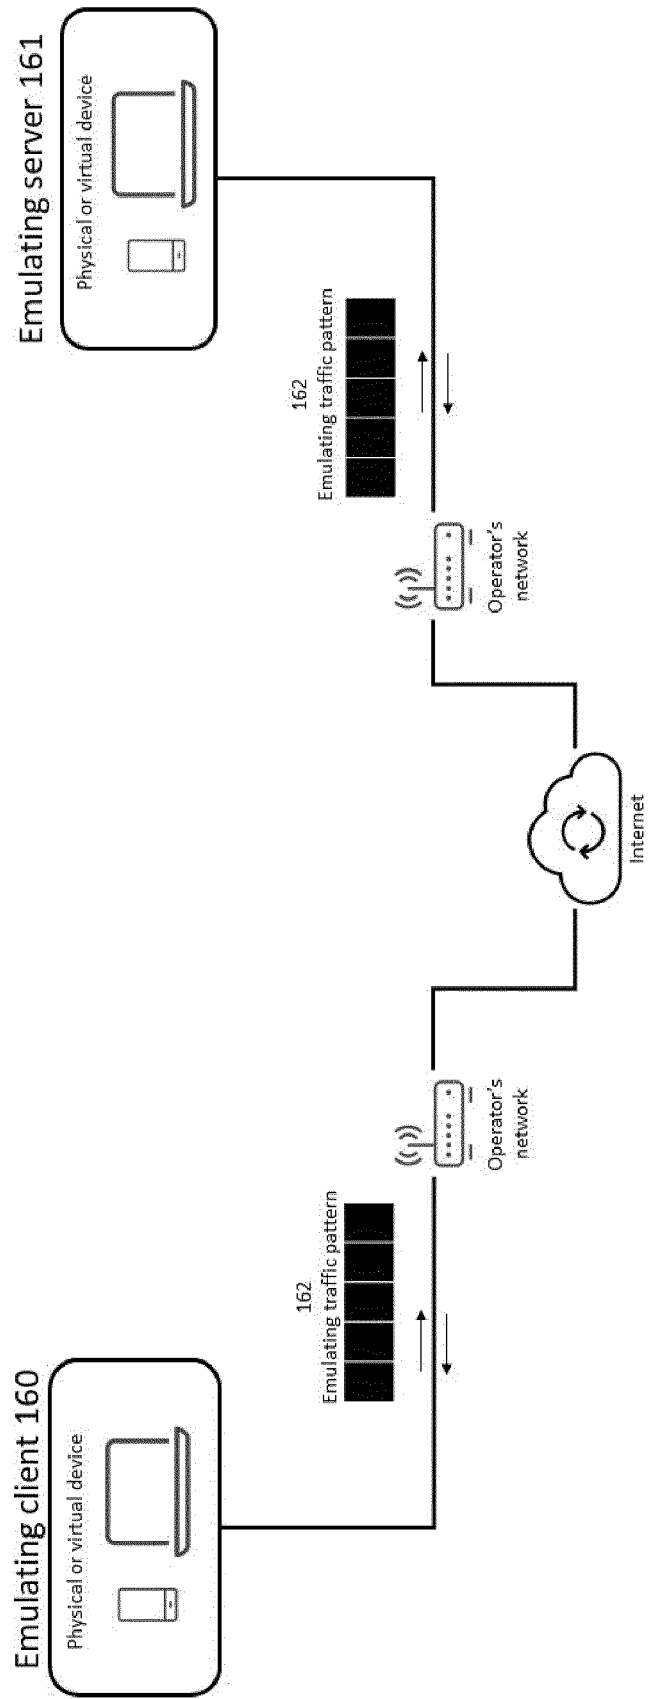 Emulating client 160
Physical or virtual device
162
Emulating traffic pattern
Operator's
network
Internet
Operator's
network
162
Emulating traffic pattern
Emulating server 161
Physical or virtual device